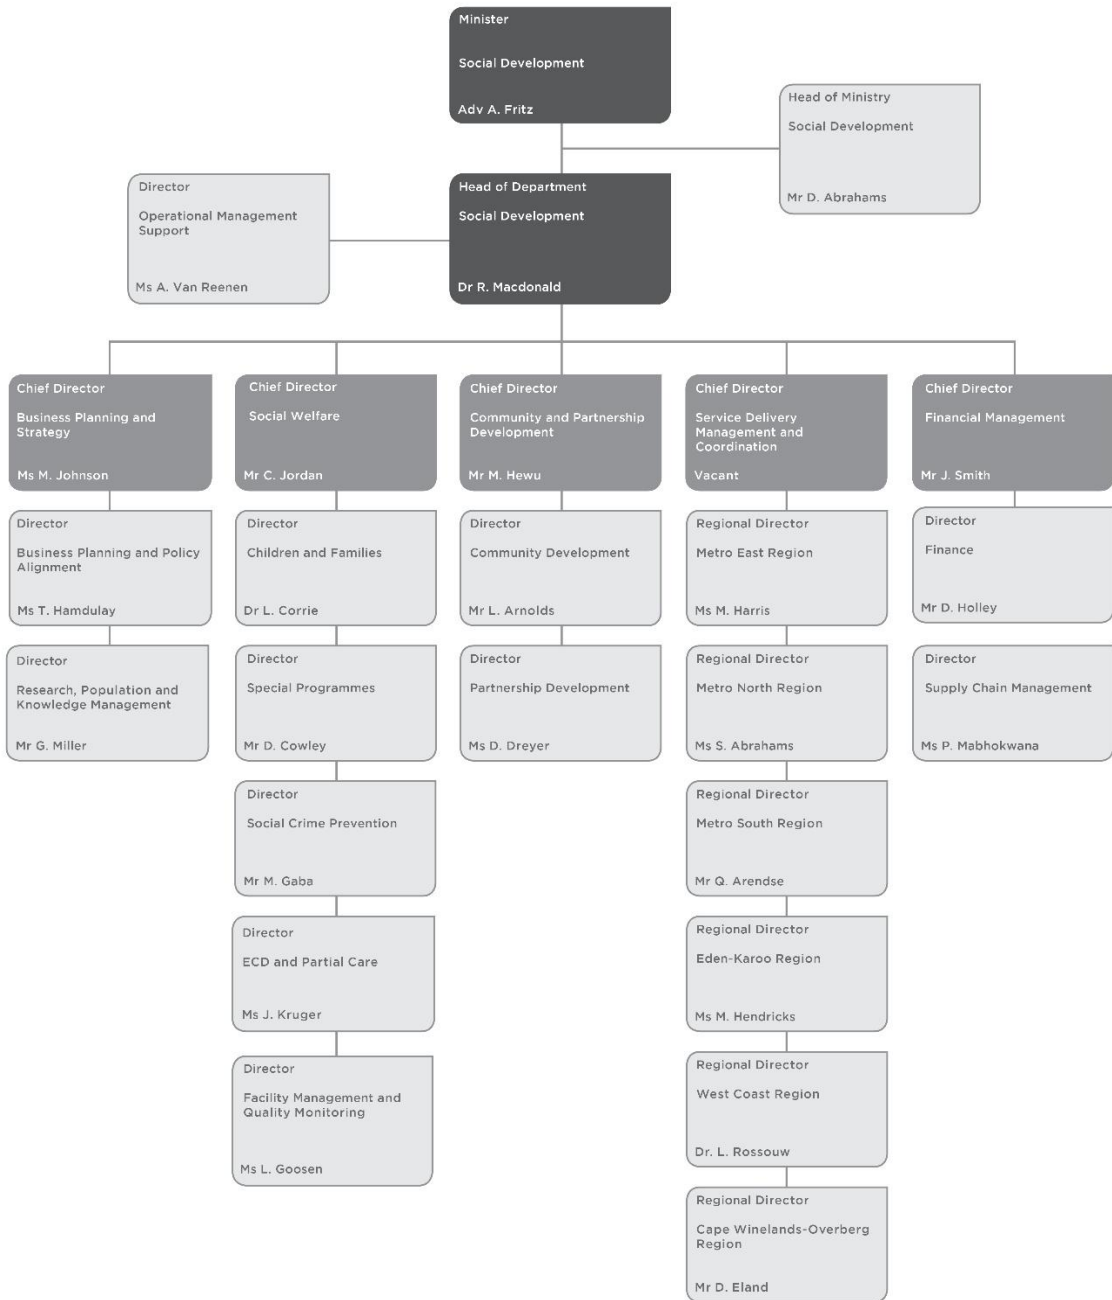 Minister
Social Development
Adv A. Fritz
Head of Ministry
Social Development
Mr D. Abrahams
Director
Operational Management
Support
Ms A. Van Reenen
Head of Department
Social Development
Dr R. Macdonald
Chief Director
Business Planning and
Strategy
Ms M. Johnson
Chief Director
Social Welfare
Mr C. Jordan
Chief Director
Community and Partnership
Development
Mr M. Hewu
Chief Director
Service Delivery
Management and
Coordination
Vacant
Chief Director
Financial Management
Mr J. Smith
Director
Business Planning and Policy
Alignment
Ms T. Hamdulay
Director
Research, Population and
Knowledge Management
Mr G. Miller
Director
Children and Families
Dr L. Corrie
Director
Special Programmes
Mr D. Cowley
Director
Social Crime Prevention
Mr M. Gaba
Director
ECD and Partial Care
Ms J. Kruger
Director
Facility Management and
Quality Monitoring
Ms L. Goosen
Director
Community Development
Mr L. Arnolds
Director
Partnership Development
Ms D. Dreyer
Regional Director
Metro East Region
Ms M. Harris
Regional Director
Metro North Region
Ms S. Abrahams
Regional Director
Metro South Region
Mr Q. Arendse
Regional Director
Eden-Karoo Region
Ms M. Hendricks
Regional Director
West Coast Region
Dr. L. Rossouw
Regional Director
Cape Winelands-Overberg
Region
Mr D. Eland
Director
Finance
Mr D. Holley
Director
Supply Chain Management
Ms P. Mabhokwana